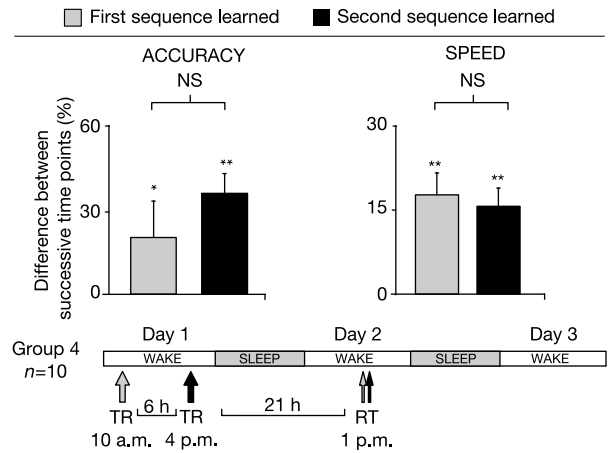 First sequence learned Second sequence learned
ACCURACY SPEED
NS NS
Difference between
successive time points (%)
60 30
* ** ** **
30 15
0 0
Day 1 Day 2 Day 3
Group 4
n=10
WAKE SLEEP WAKE SLEEP WAKE
6 h 21 h
TR TR RT
10 a.m. 4 p.m. 1 p.m.